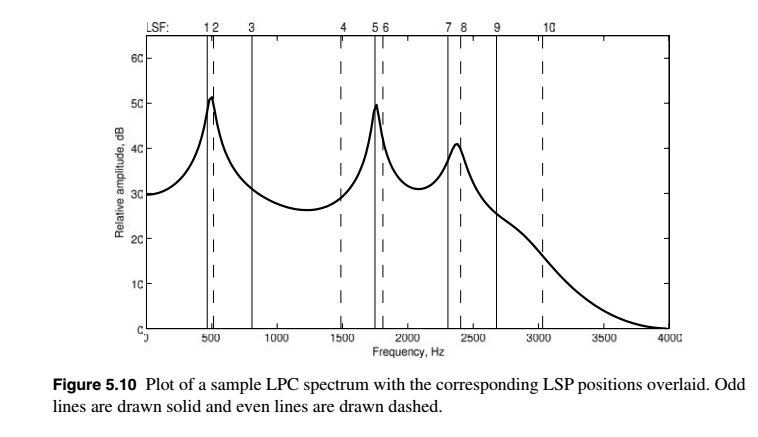 LSF: 1 2 3 4 5 6 7 8 9 10
60
50
40
30
20
10
0
Relative amplitude, dB
0 500 1000 1500 2000 2500 3000 3500 4000
Frequency, Hz
Figure 5.10 Plot of a sample LPC spectrum with the corresponding LSP positions overlaid. Odd
lines are drawn solid and even lines are drawn dashed.